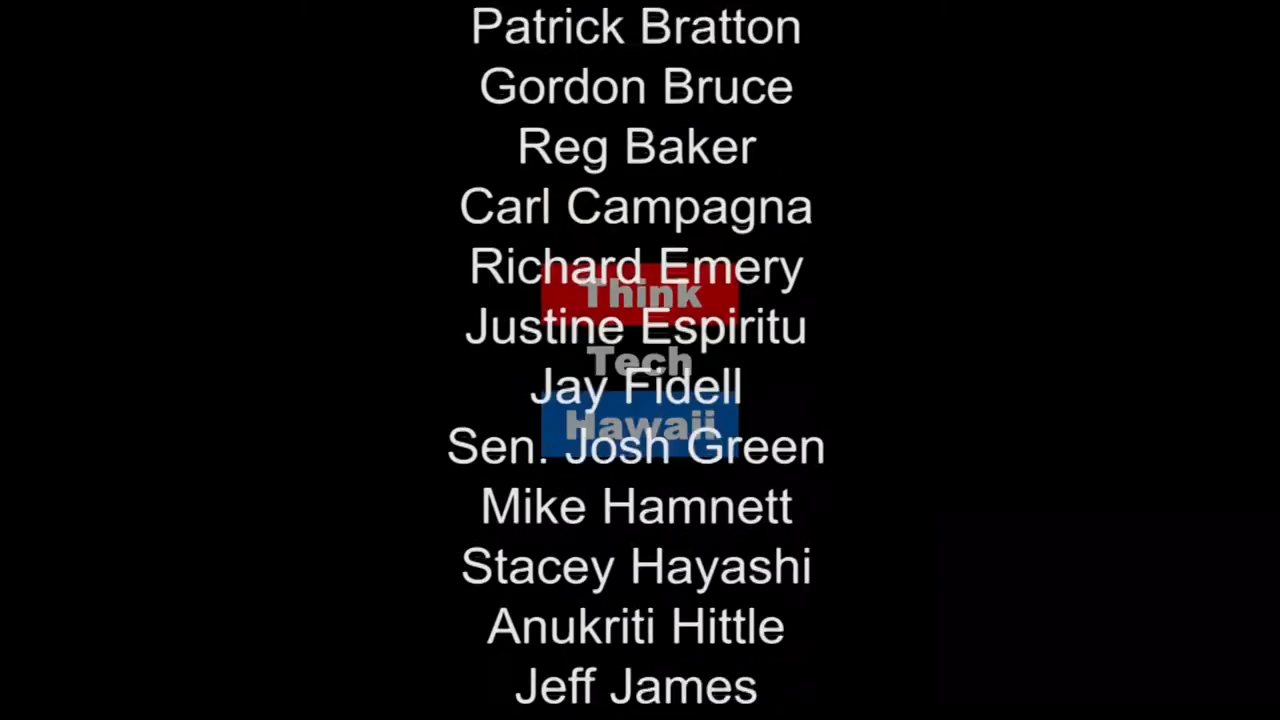 Patrick Bratton
Gordon Bruce
Reg Baker
Carl Campagna
Richard Emery
Think
Justine Espiritu
Tech
Jay Fidell
Hawaii
Sen. Josh Green
Mike Hamnett
Stacey Hayashi
Anukriti Hittle
Jeff James